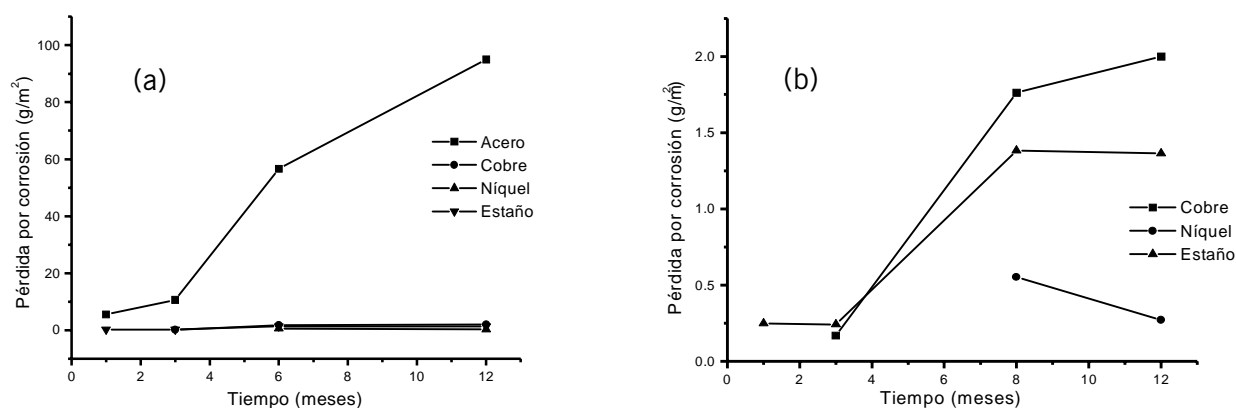 (a)
Pérdida por corrosión (g/m²)
100
80
60
40
20
0
0 2 4 6 8 10 12
Tiempo (meses)
Acero
Cobre
Níquel
Estaño
(b)
Pérdida por corrosión (g/m²)
2.0
1.5
1.0
0.5
0.0
0 2 4 6 8 10 12
Tiempo (meses)
Cobre
Níquel
Estaño